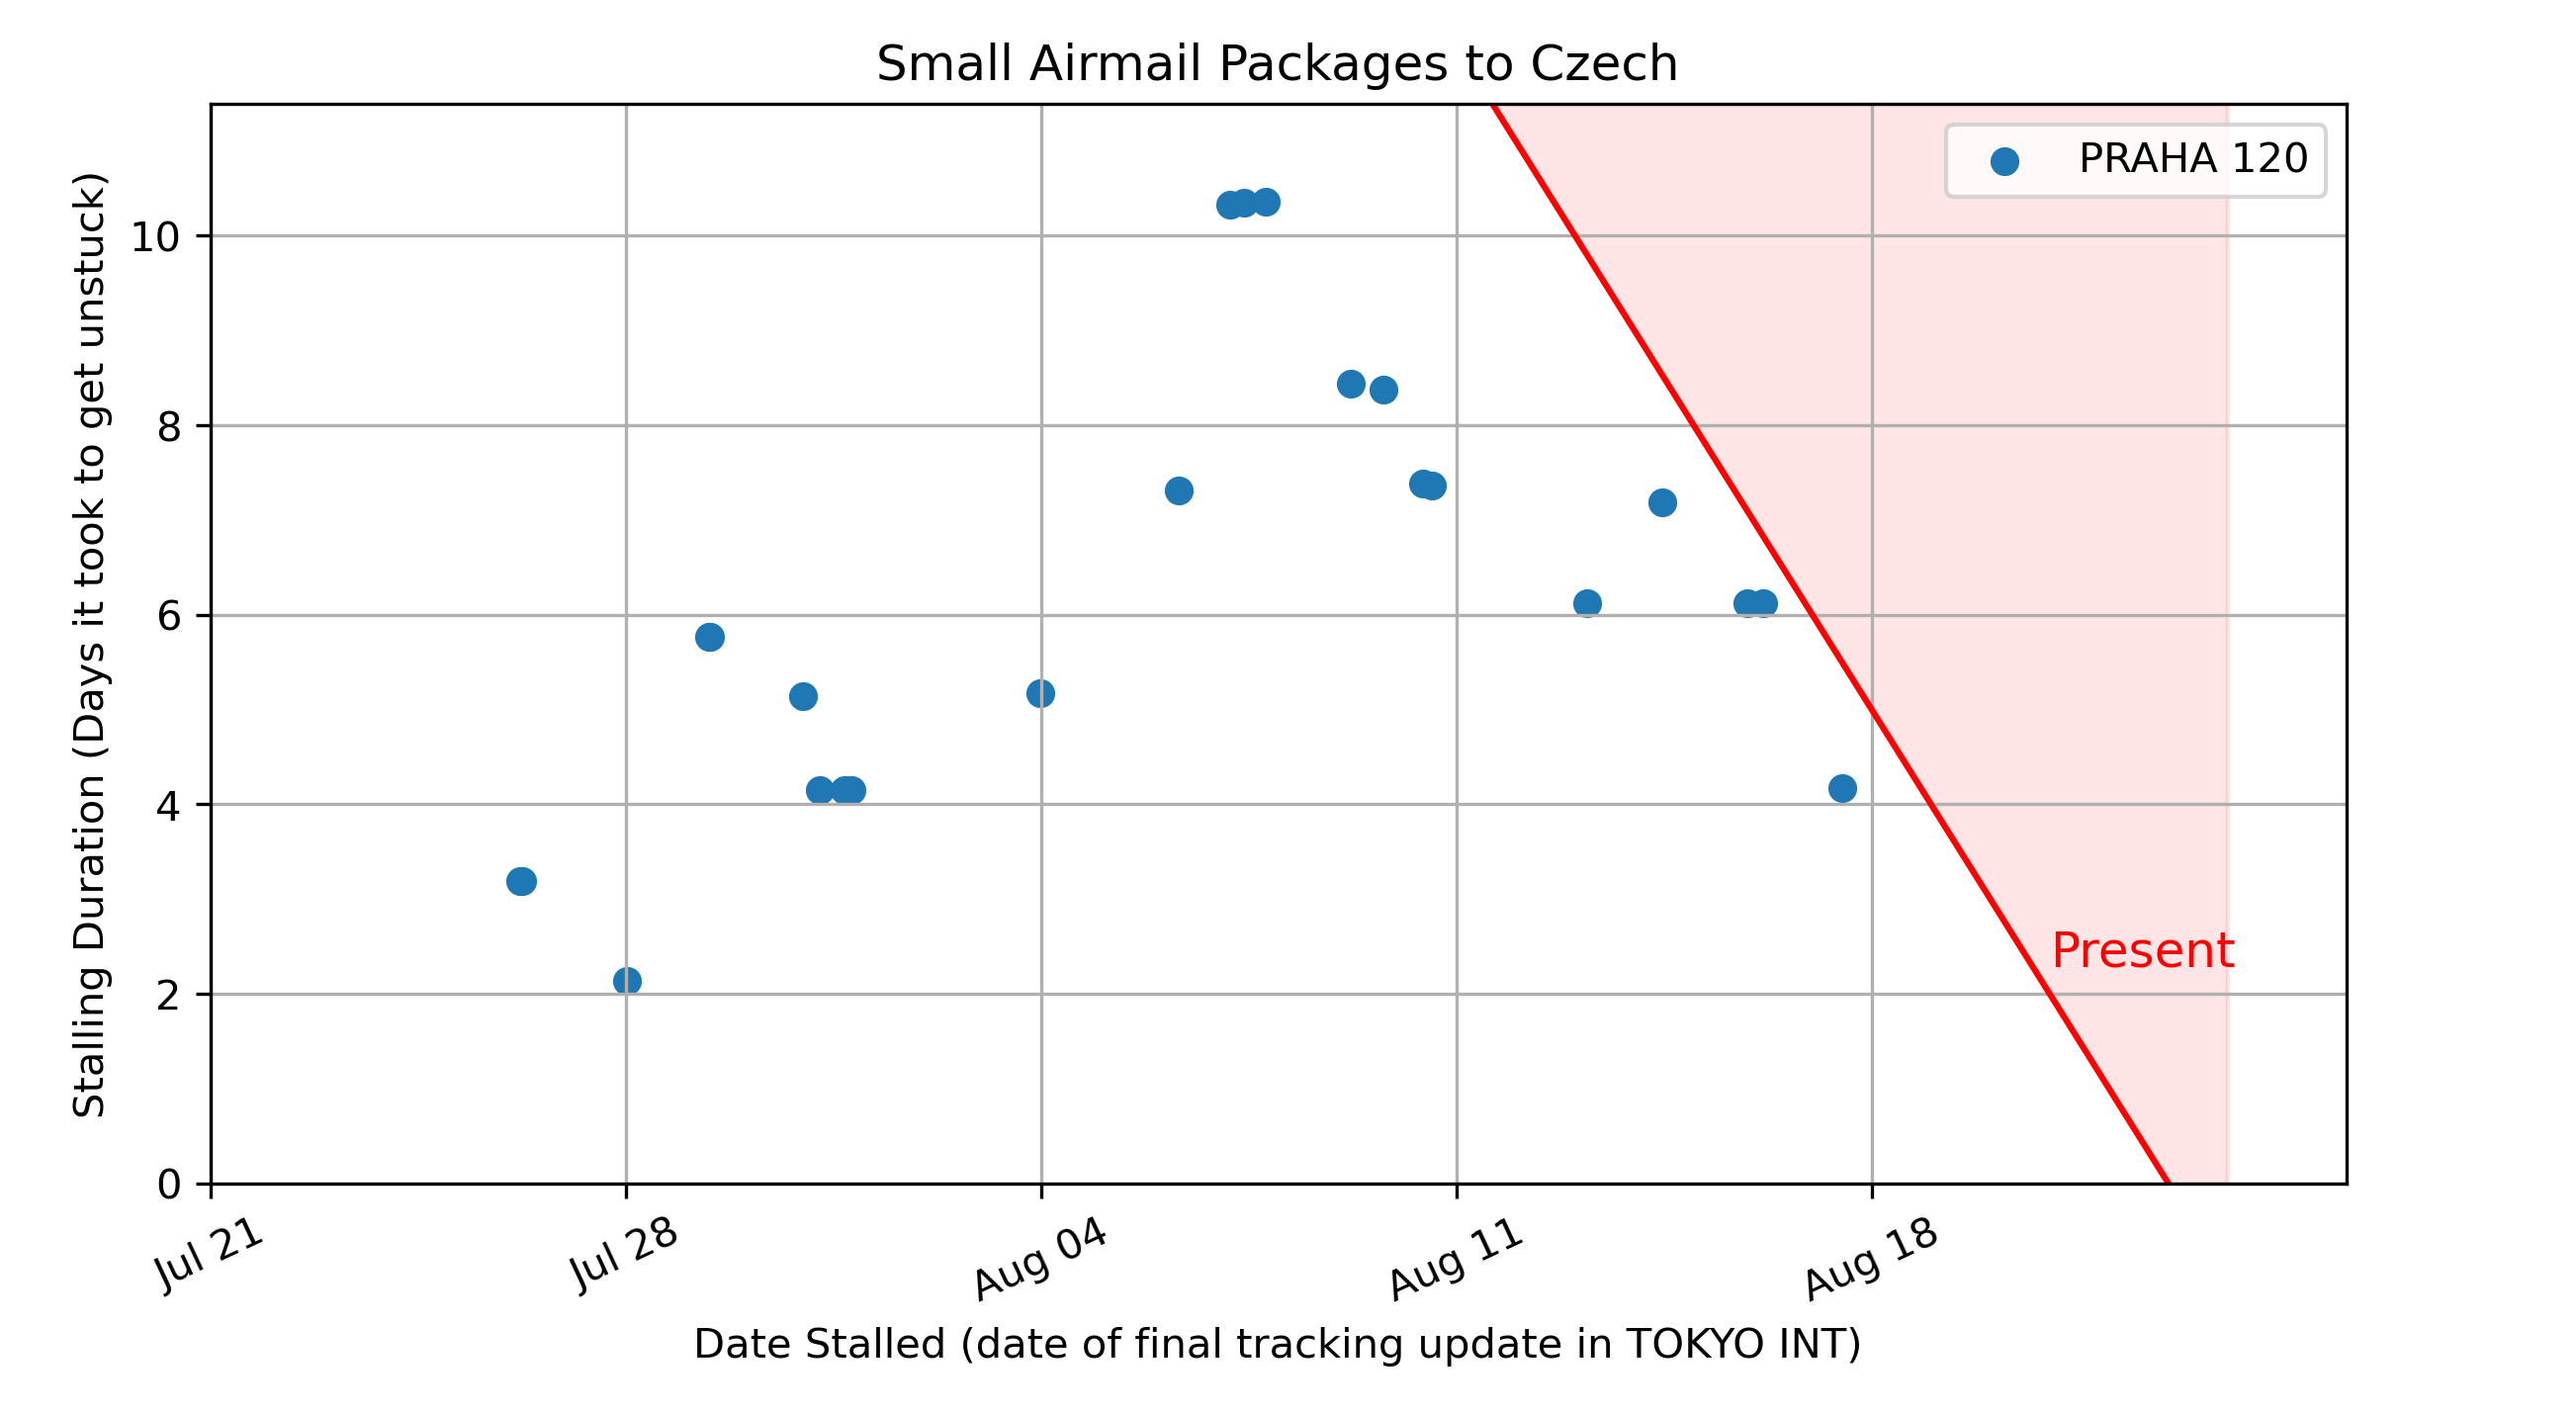 Small Airmail Packages to Czech
PRAHA 120
Stalling Duration (Days it took to get unstuck)
10
8
6
4
2
0
Present
Jul 21
Jul 28
Aug 04
Aug 11
Aug 18
Date Stalled (date of final tracking update in TOKYO INT)